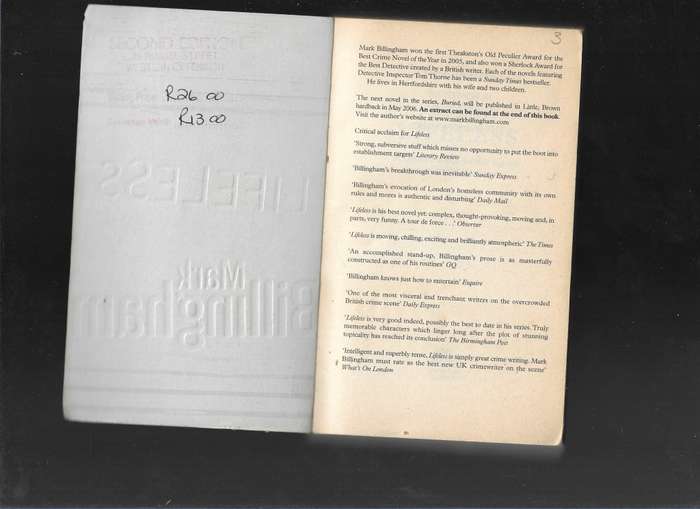 R26 00
R13 00
LIFELESS
Mark
Billingham
3
Mark Billingham won the first Theakston's Old Peculier Award for the
Best Crime Novel of the Year in 2005, and also won a Sherlock Award for
the Best Detective created by a British writer. Each of the novels featuring
Detective Inspector Tom Thorne has been a Sunday Times bestseller.
He lives in Hertfordshire with his wife and two children.
The next novel in the series, Buried, will be published in Little, Brown
hardback in May 2006. An extract can be found at the end of this book.
Visit the author's website at www.markbillingham.com
Critical acclaim for Lifeless
'Strong, subversive stuff which misses no opportunity to put the boot into
establishment targets' Literary Review
'Billingham's breakthrough was inevitable' Sunday Express
'Billingham's evocation of London's homeless community with its own
rules and mores is authentic and disturbing' Daily Mail
'Lifeless is his best novel yet: complex, thought-provoking, moving and, in
parts, very funny. A tour de force . . .' Observer
'Lifeless is moving, chilling, exciting and brilliantly atmospheric' The Times
'An accomplished stand-up, Billingham's prose is as masterfully
constructed as one of his routines' GQ
'Billingham knows just how to entertain' Esquire
'One of the most visceral and trenchant writers on the overcrowded
British crime scene' Daily Express
'Lifeless is very good indeed, possibly the best to date in his series. Truly
memorable characters which linger long after the plot of stunning
topicality has reached its conclusion' The Birmingham Post
'Intelligent and superbly terse, Lifeless is simply great crime writing. Mark
Billingham must rate as the best new UK crimewriter on the scene'
What's On London